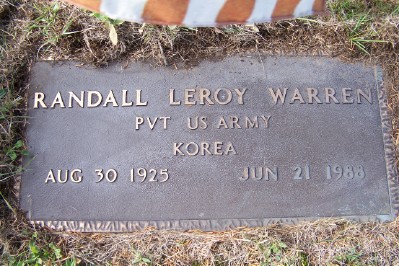 RANDALL LEROY WARREN
PVT US ARMY
KOREA
AUG 30 1925 JUN 21 1988